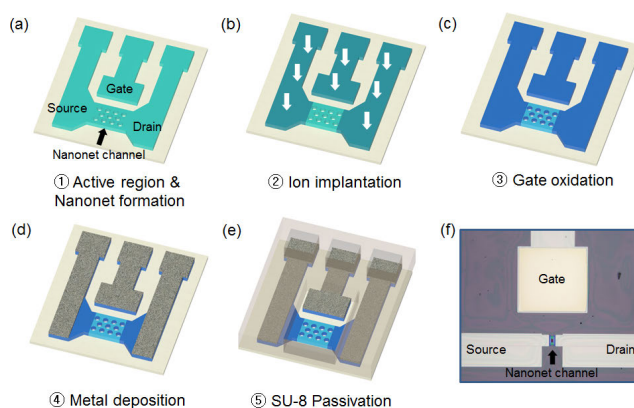 (a)
Gate
Source
Drain
Nanonet channel
① Active region &
Nanonet formation
(b)
② Ion implantation
(c)
③ Gate oxidation
(d)
④ Metal deposition
(e)
⑤ SU-8 Passivation
(f)
Gate
Source
Drain
Nanonet channel